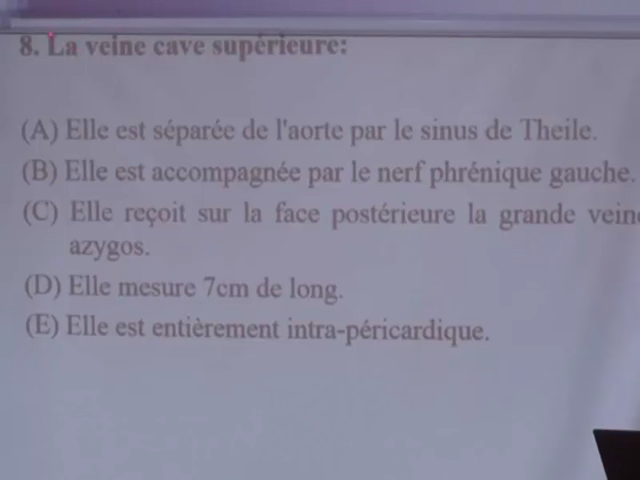 8. La veine cave supérieure:
(A) Elle est séparée de l'aorte par le sinus de Theile.
(B) Elle est accompagnée par le nerf phrénique gauche.
(C) Elle reçoit sur la face postérieure la grande veine
azygos.
(D) Elle mesure 7cm de long.
(E) Elle est entièrement intra-péricardique.